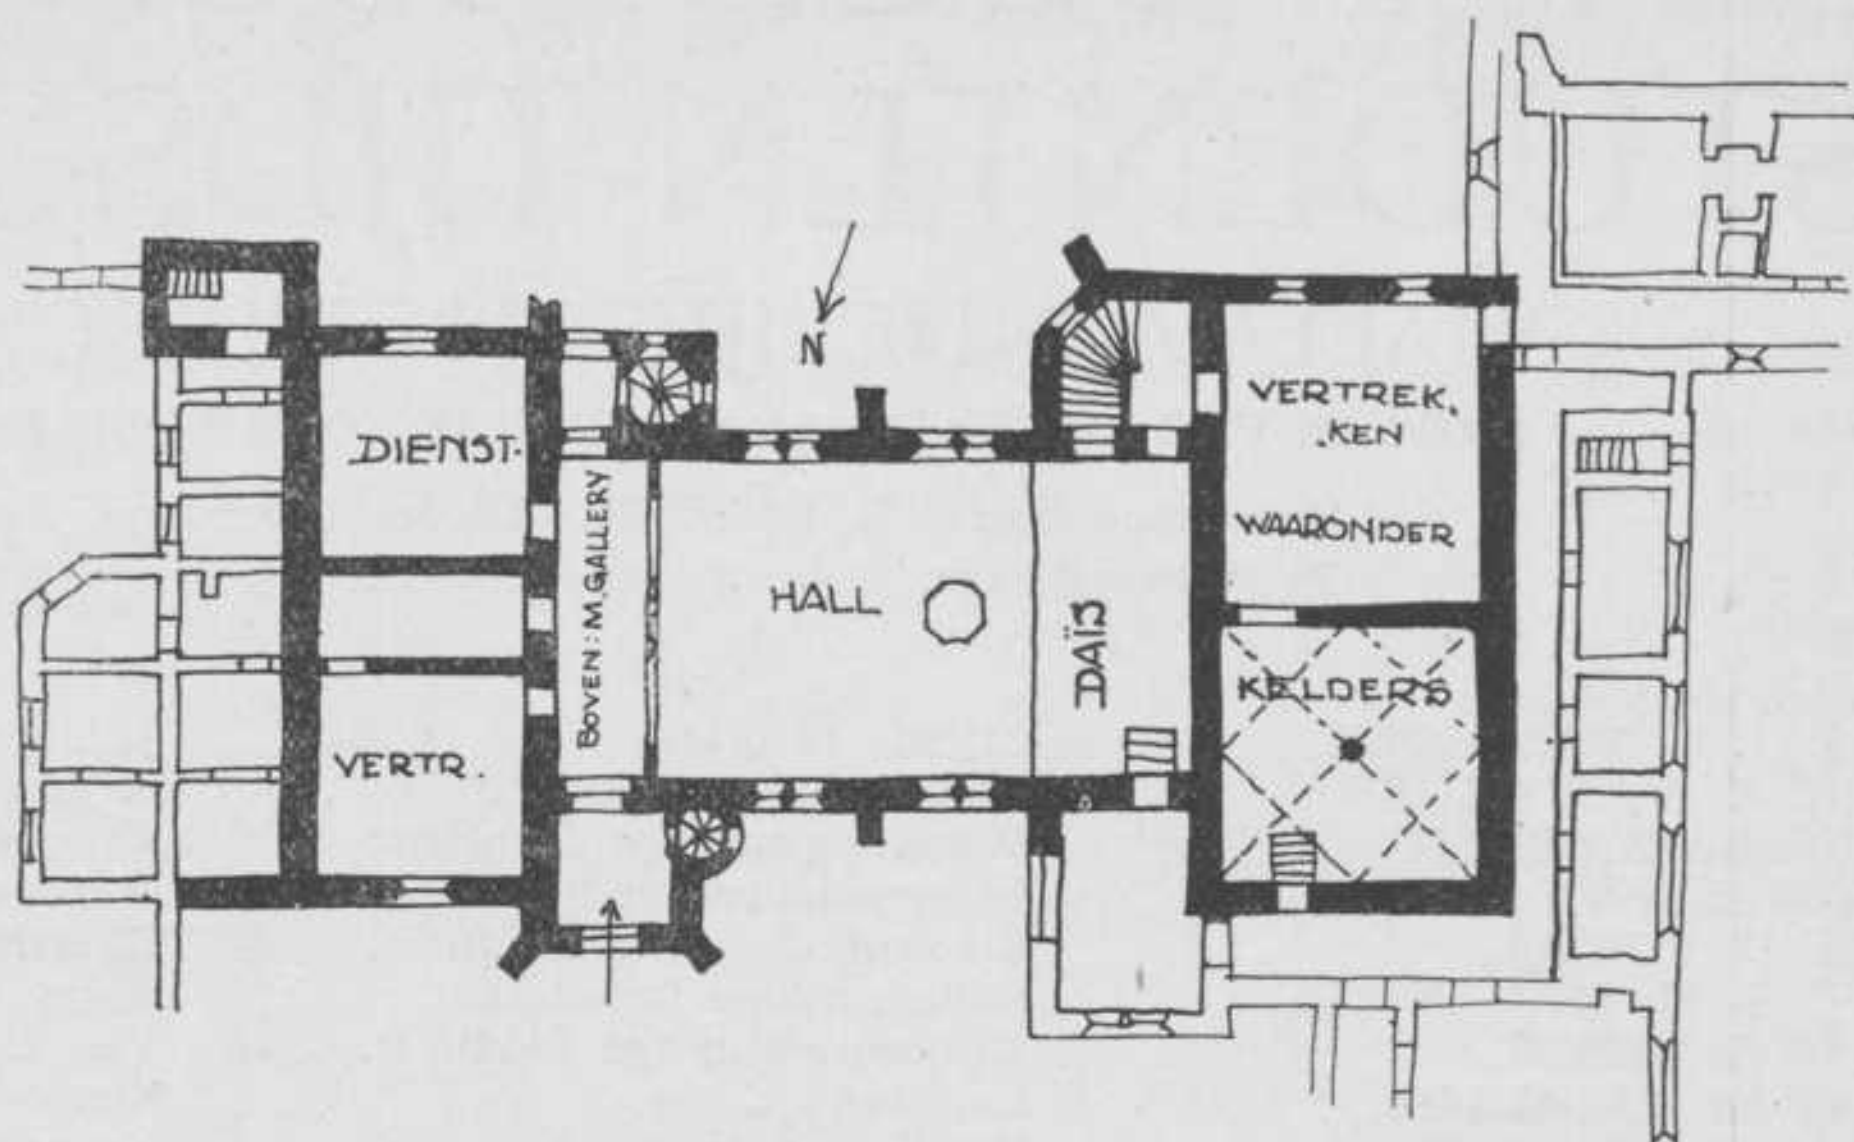 N
DIENST.
VERTR.
BOVEN: M. GALLERY
HALL
DAÏS
VERTREK.
.KEN
WAARONDER
KELDERS